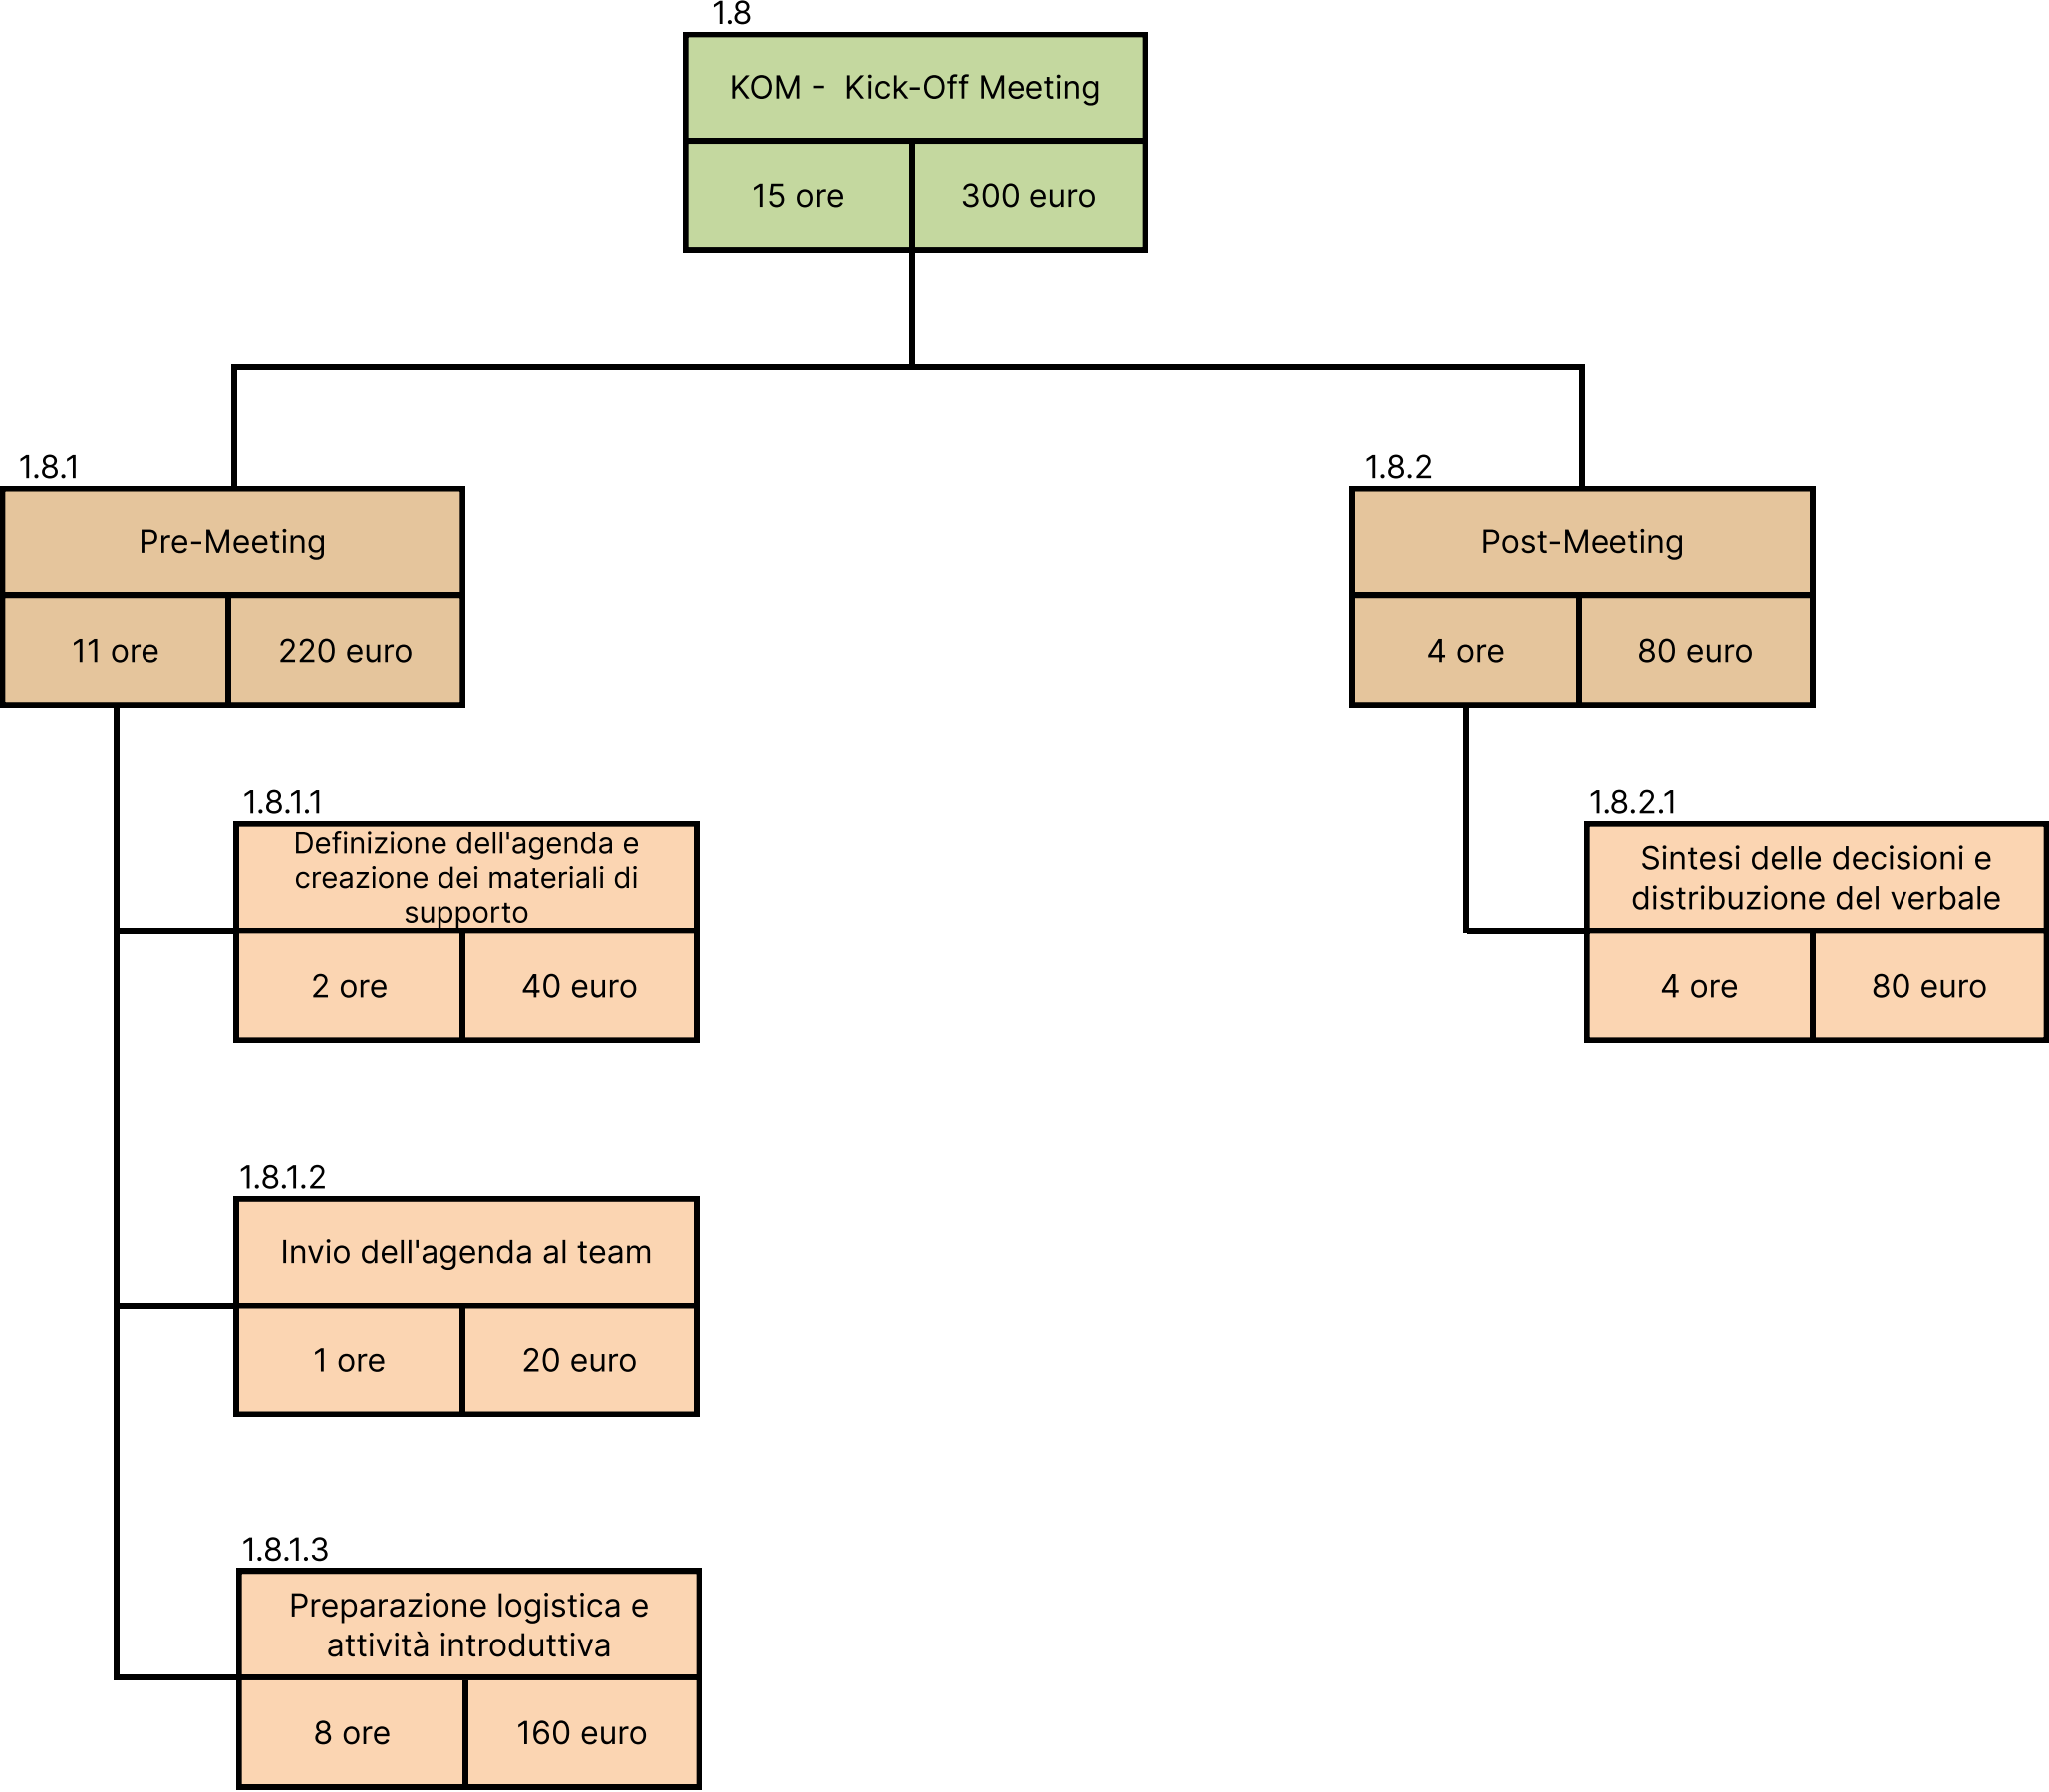 1.8
KOM -  Kick-Off Meeting
15 ore
300 euro
1.8.1
Pre-Meeting
11 ore
220 euro
1.8.2
Post-Meeting
4 ore
80 euro
1.8.1.1
Definizione dell'agenda e
creazione dei materiali di
supporto
2 ore
40 euro
1.8.2.1
Sintesi delle decisioni e
distribuzione del verbale
4 ore
80 euro
1.8.1.2
Invio dell'agenda al team
1 ore
20 euro
1.8.1.3
Preparazione logistica e
attività introduttiva
8 ore
160 euro